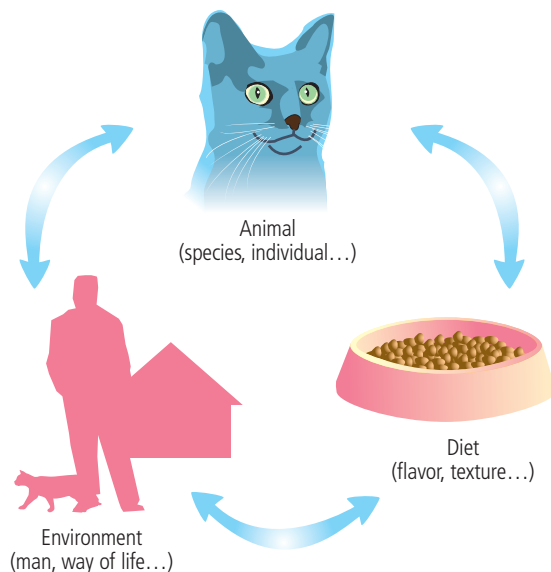 Animal
(species, individual…)
Diet
(flavor, texture…)
Environment
(man, way of life…)